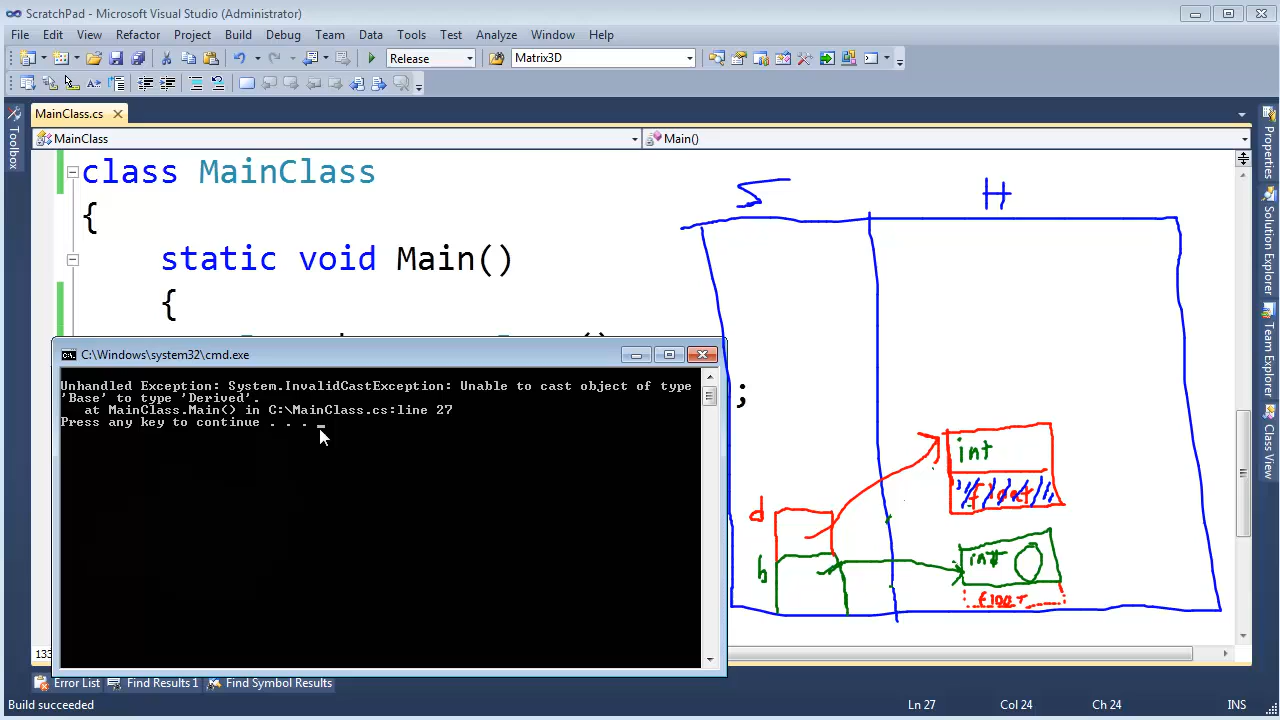 ScratchPad - Microsoft Visual Studio (Administrator)
File Edit View Refactor Project Build Debug Team Data Tools Test Analyze Window Help
Release Matrix3D
MainClass.cs
MainClass Main()
Toolbox
Properties
Solution Explorer
Team Explorer
Class View
class MainClass
{
static void Main()
{
;
S H
int
float
d
b
int
float
C:\Windows\system32\cmd.exe
Unhandled Exception: System.InvalidCastException: Unable to cast object of type
'Base' to type 'Derived'.
at MainClass.Main() in C:\MainClass.cs:line 27
Press any key to continue . . .
133
Error List Find Results 1 Find Symbol Results
Build succeeded Ln 27 Col 24 Ch 24 INS